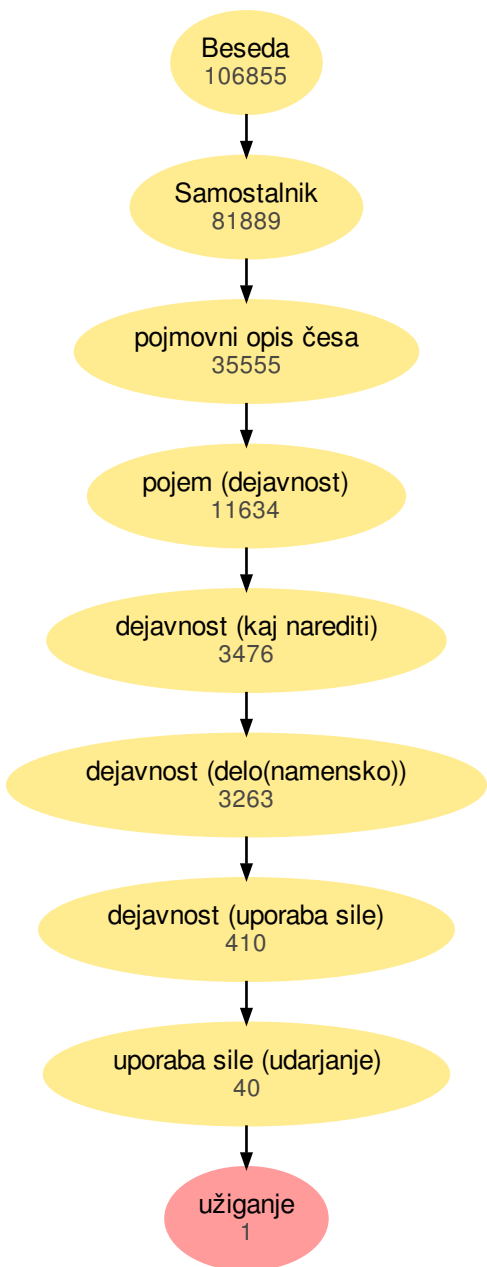 Beseda
106855
Samostalnik
81889
pojmovni opis česa
35555
pojem (dejavnost)
11634
dejavnost (kaj narediti)
3476
dejavnost (delo(namensko))
3263
dejavnost (uporaba sile)
410
uporaba sile (udarjanje)
40
užiganje
1